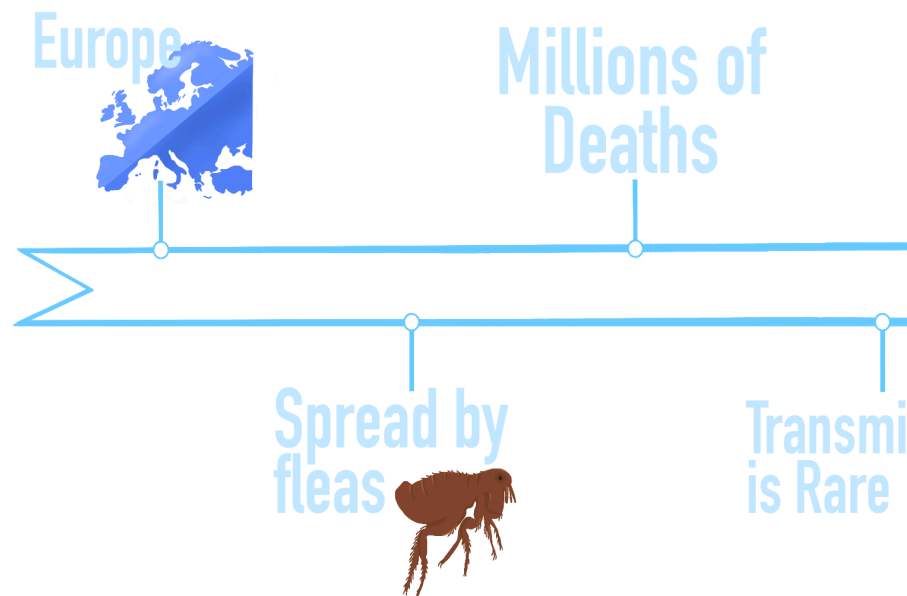 Europe
Millions of
Deaths
Spread by
fleas
is Rare